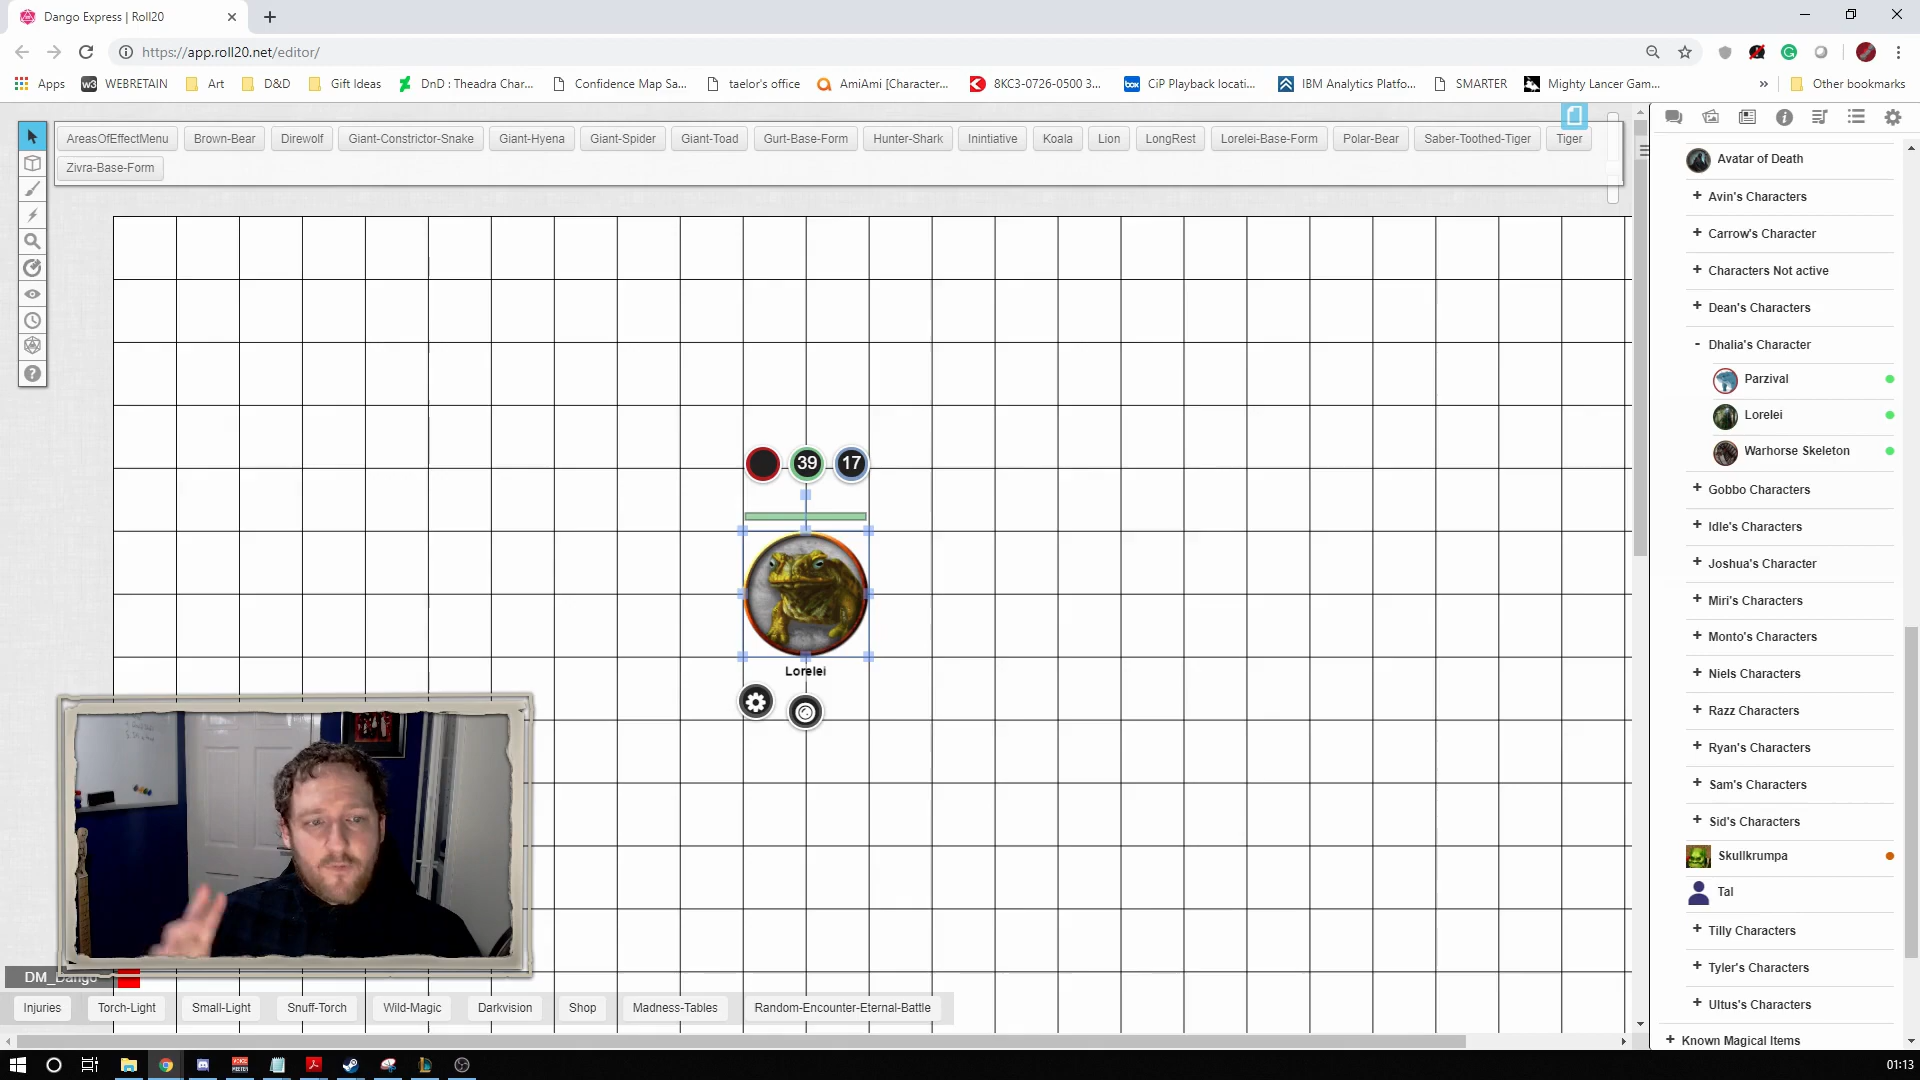 Dango Express | Roll20
https://app.roll20.net/editor/
Apps
w3
WEBRETAIN
Art
D&D
Gift Ideas
DnD : Theadra Char...
Confidence Map Sa...
taelor's office
AmiAmi [Character...
8KC3-0726-0500 3...
box
CiP Playback locati...
IBM Analytics Platfo...
SMARTER
Mighty Lancer Gam...
»
Other bookmarks
AreasOfEffectMenu
Brown-Bear
Direwolf
Giant-Constrictor-Snake
Giant-Hyena
Giant-Spider
Giant-Toad
Gurt-Base-Form
Hunter-Shark
Inintiative
Koala
Lion
LongRest
Lorelei-Base-Form
Polar-Bear
Saber-Toothed-Tiger
Tiger
Zivra-Base-Form
39
17
Lorelei
Avatar of Death
+ Avin's Characters
+ Carrow's Character
+ Characters Not active
+ Dean's Characters
- Dhalia's Character
Parzival
Lorelei
Warhorse Skeleton
+ Gobbo Characters
+ Idle's Characters
+ Joshua's Character
+ Miri's Characters
+ Monto's Characters
+ Niels Characters
+ Razz Characters
+ Ryan's Characters
+ Sam's Characters
+ Sid's Characters
Skullkrumpa
Tal
+ Tilly Characters
+ Tyler's Characters
+ Ultus's Characters
+ Known Magical Items
DM_Dango
Injuries
Torch-Light
Small-Light
Snuff-Torch
Wild-Magic
Darkvision
Shop
Madness-Tables
Random-Encounter-Eternal-Battle
01:13